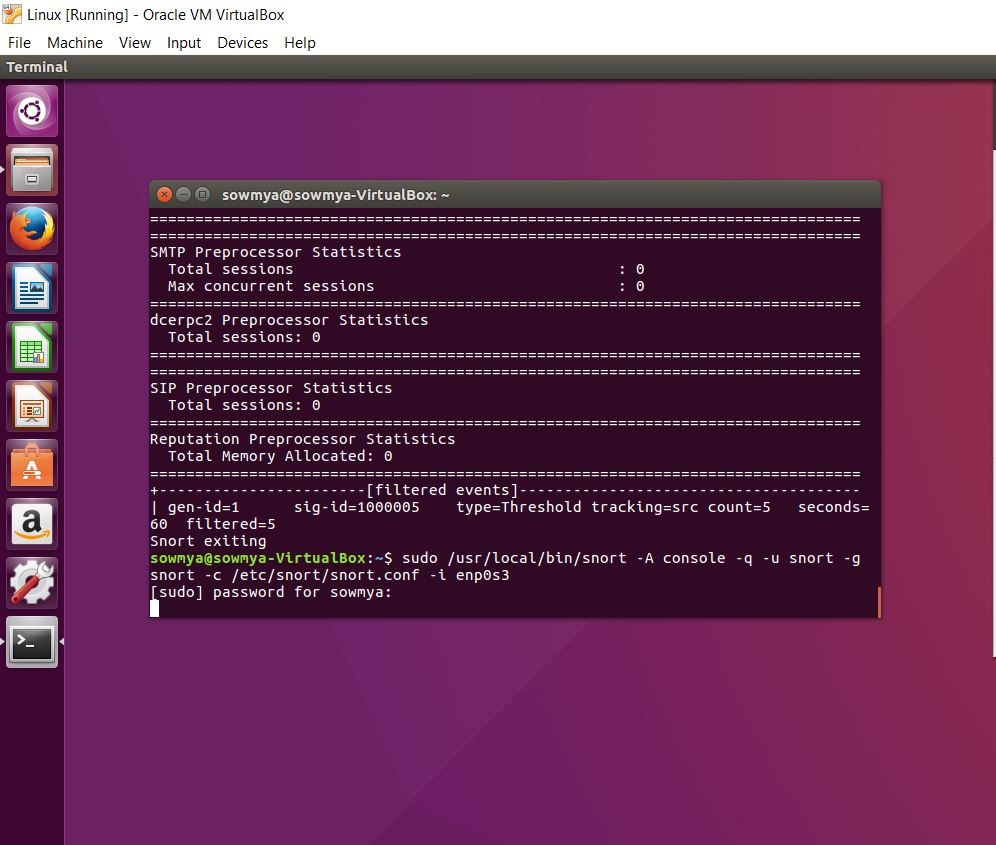 Linux [Running] - Oracle VM VirtualBox
File Machine View Input Devices Help
Terminal
sowmya@sowmya-VirtualBox: ~
===============================================================================
===============================================================================
SMTP Preprocessor Statistics
  Total sessions                                    : 0
  Max concurrent sessions                           : 0
===============================================================================
dcerpc2 Preprocessor Statistics
  Total sessions: 0
===============================================================================
===============================================================================
SIP Preprocessor Statistics
  Total sessions: 0
===============================================================================
Reputation Preprocessor Statistics
  Total Memory Allocated: 0
===============================================================================
+-----------------------[filtered events]--------------------------------------
| gen-id=1      sig-id=1000005    type=Threshold tracking=src count=5   seconds=
60  filtered=5
Snort exiting
sowmya@sowmya-VirtualBox:~$ sudo /usr/local/bin/snort -A console -q -u snort -g
snort -c /etc/snort/snort.conf -i enp0s3
[sudo] password for sowmya: